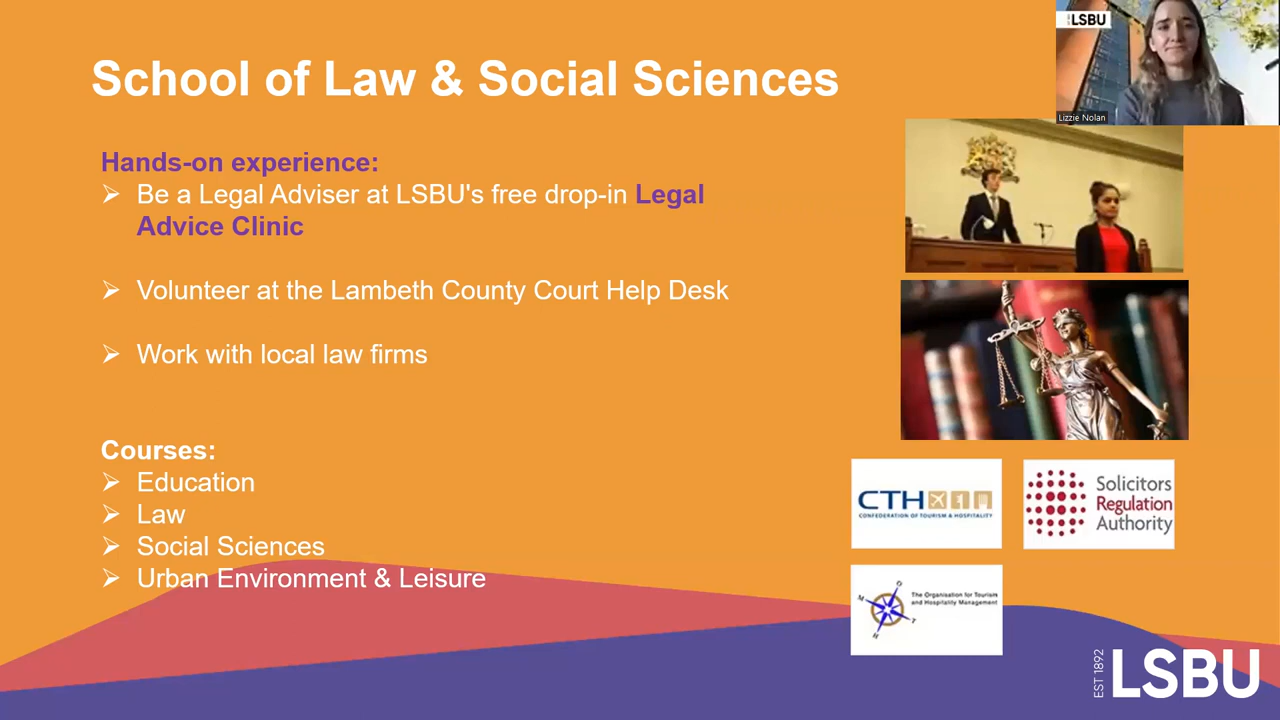 School of Law & Social Sciences
LSBU
Lizzie Nolan
Hands-on experience:
➢ Be a Legal Adviser at LSBU's free drop-in Legal
Advice Clinic
➢ Volunteer at the Lambeth County Court Help Desk
➢ Work with local law firms
Courses:
➢ Education
➢ Law
➢ Social Sciences
➢ Urban Environment & Leisure
CTH
CONFEDERATION OF TOURISM & HOSPITALITY
Solicitors
Regulation
Authority
The Organisation for Tourism
and Hospitality Management
M O T H
EST 1892
LSBU